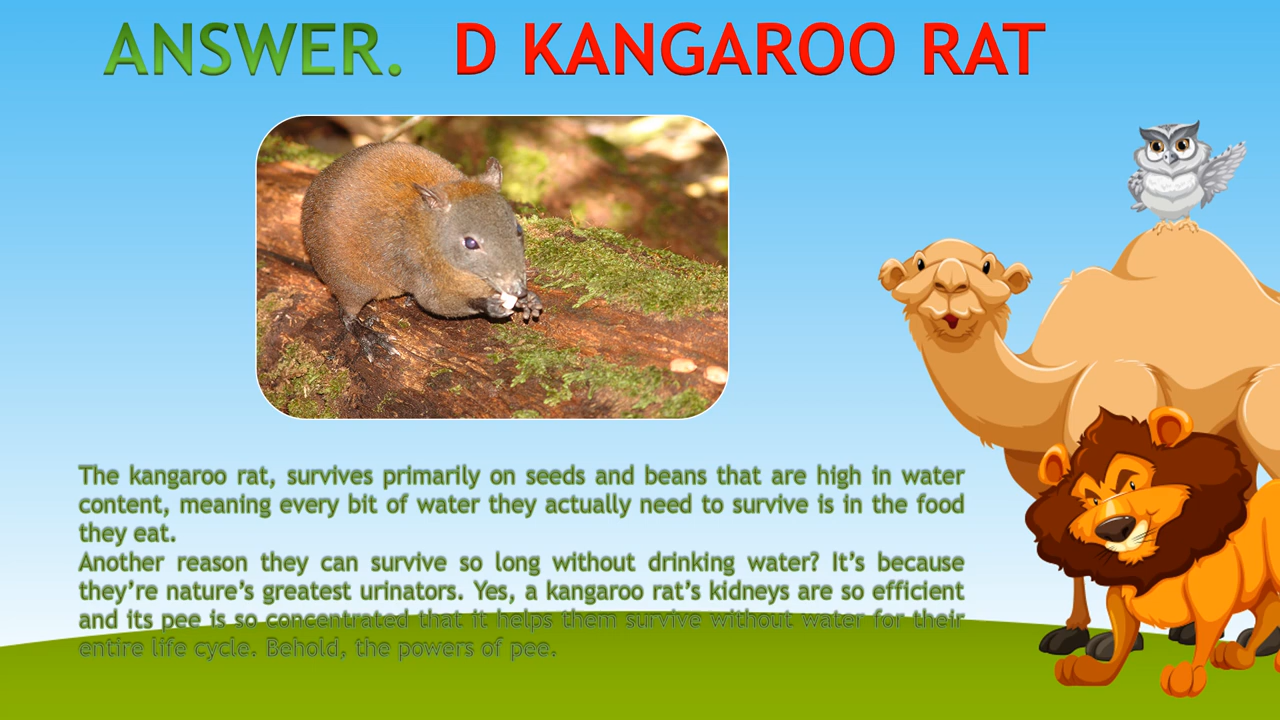 ANSWER. D KANGAROO RAT
The kangaroo rat, survives primarily on seeds and beans that are high in water
content, meaning every bit of water they actually need to survive is in the food
they eat.
Another reason they can survive so long without drinking water? It’s because
they’re nature’s greatest urinators. Yes, a kangaroo rat’s kidneys are so efficient
and its pee is so concentrated that it helps them survive without water for their
entire life cycle. Behold, the powers of pee.